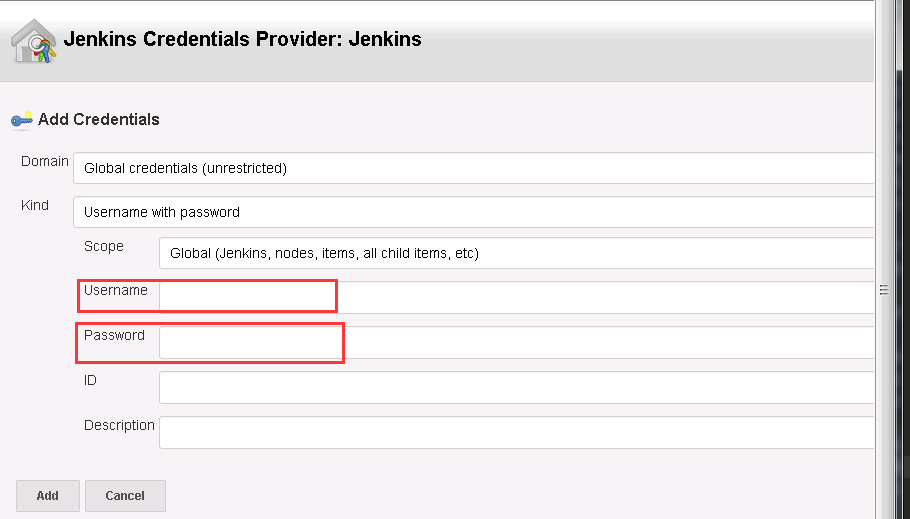 Jenkins Credentials Provider: Jenkins
Add Credentials
Domain Global credentials (unrestricted)
Kind Username with password
Scope Global (Jenkins, nodes, items, all child items, etc)
Username
Password
ID
Description
Add Cancel